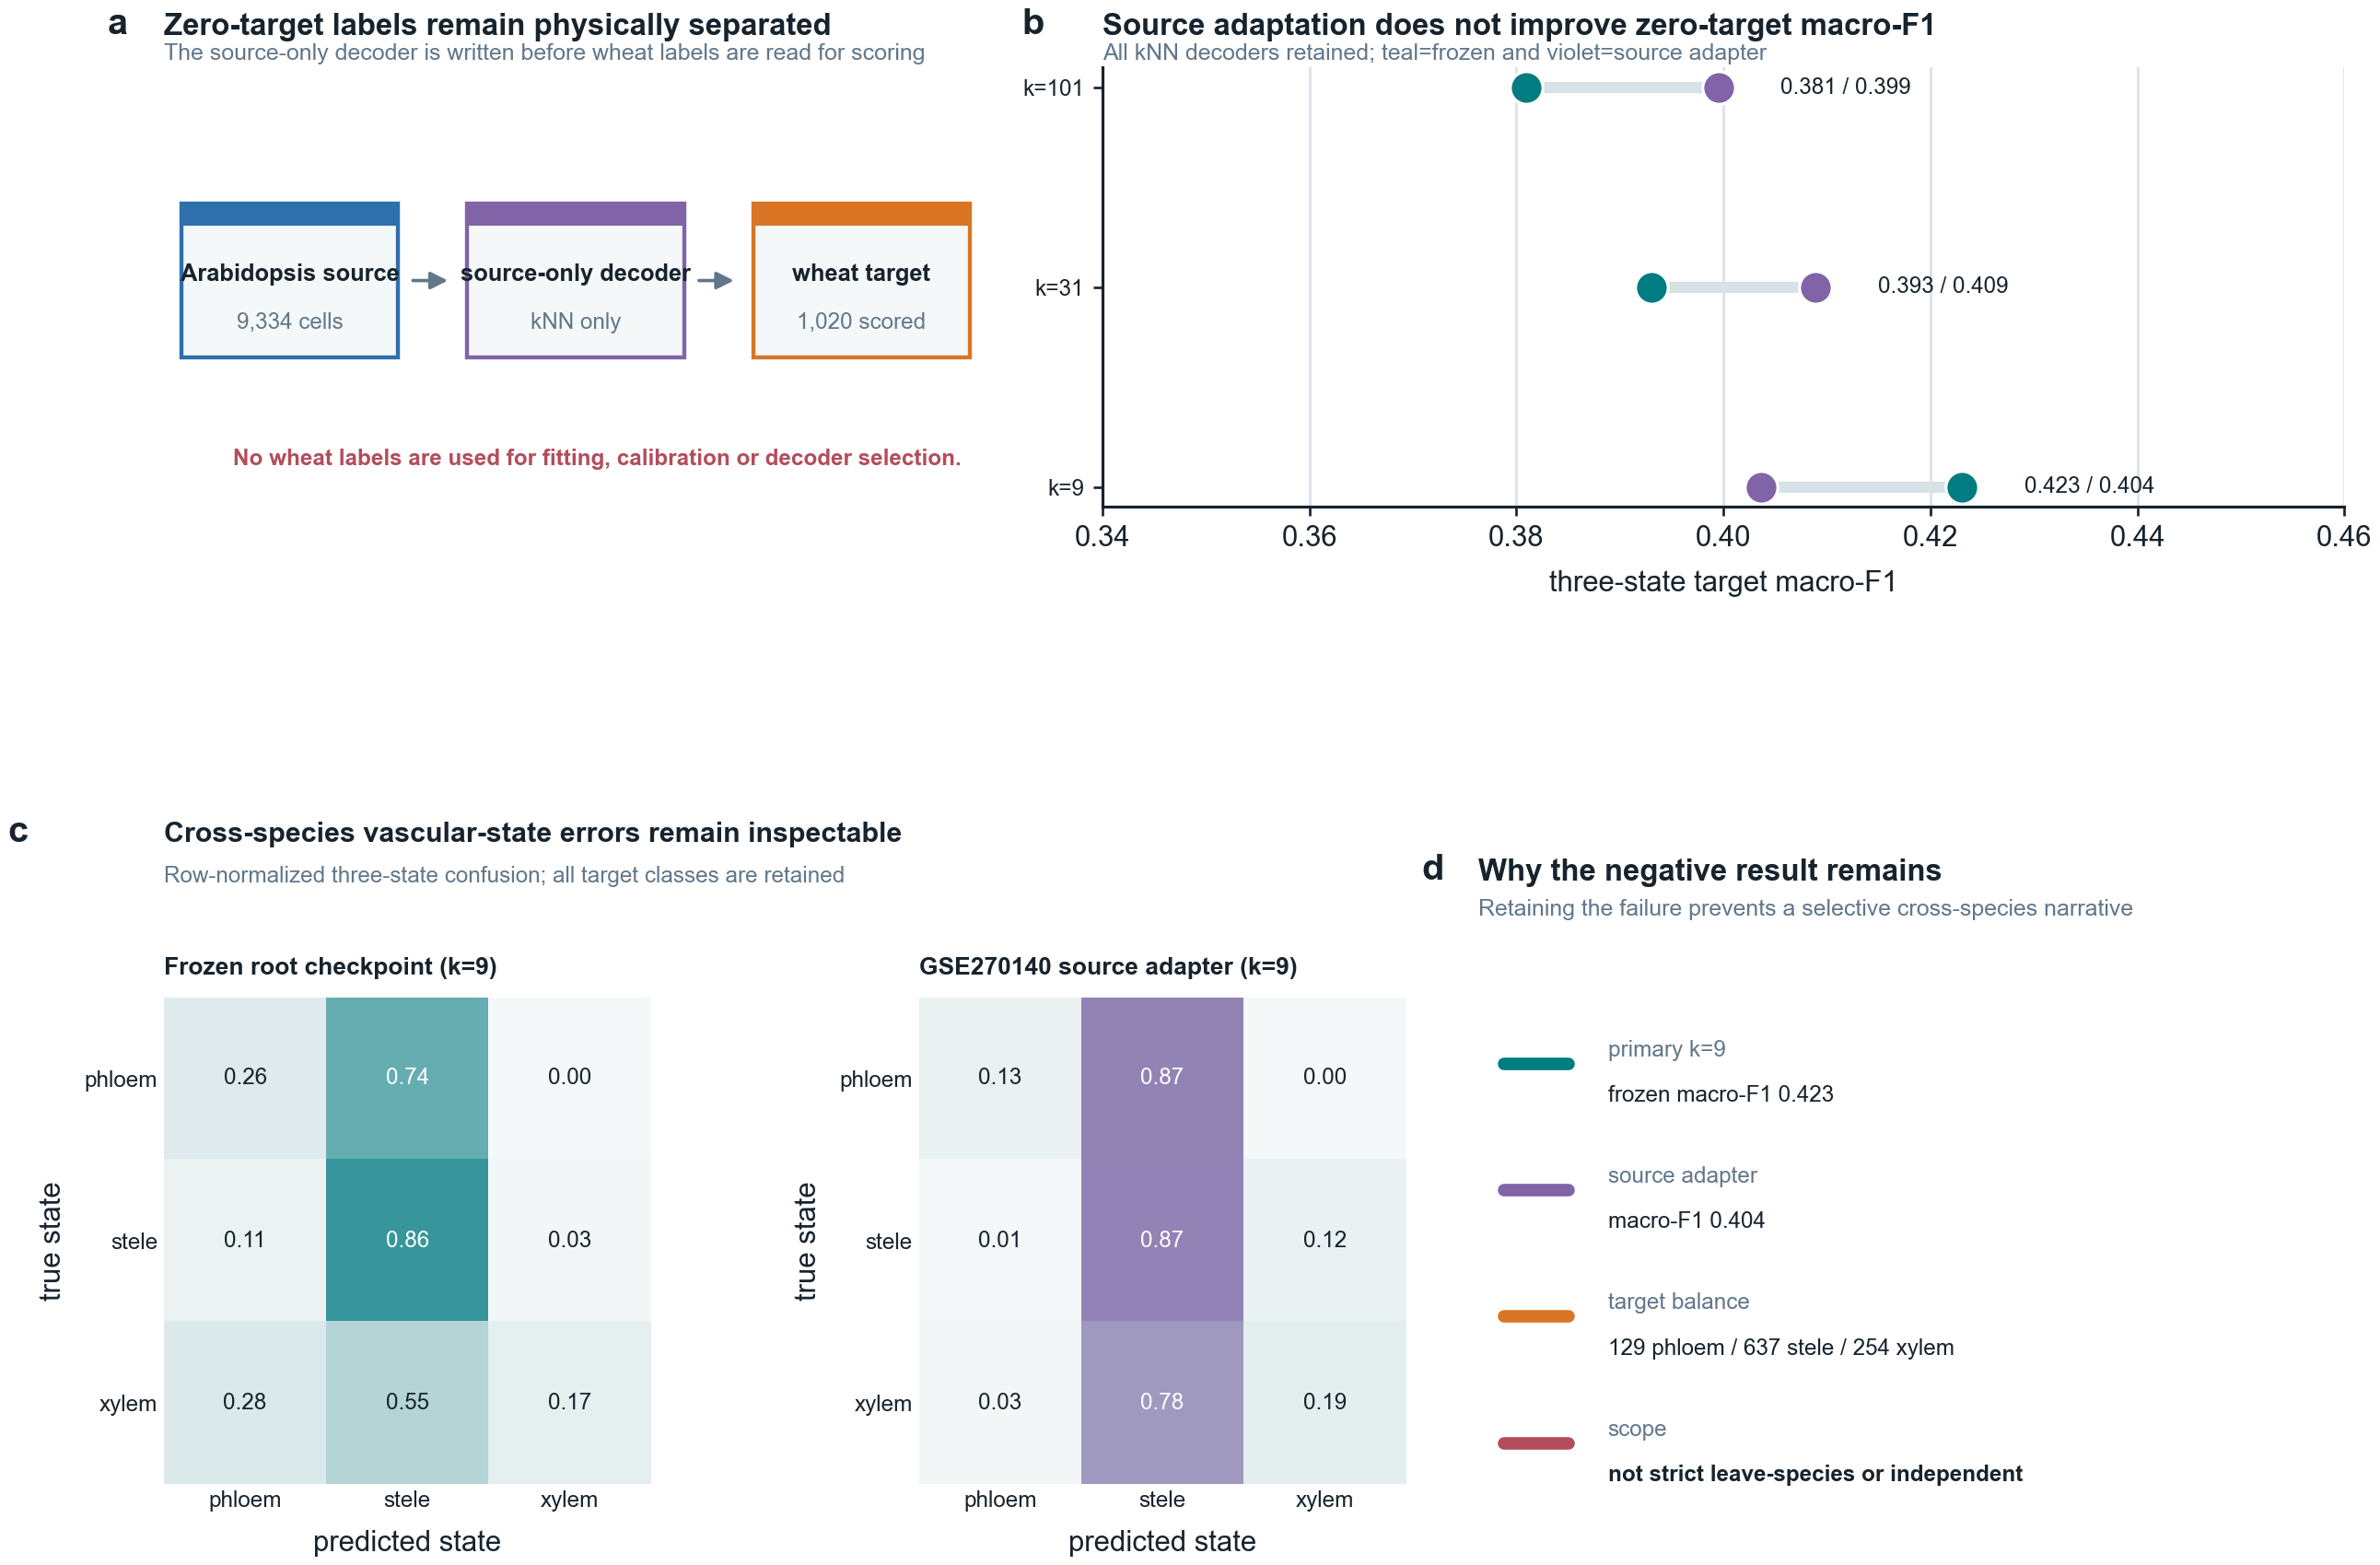 a
Zero-target labels remain physically separated
The source-only decoder is written before wheat labels are read for scoring
Arabidopsis source
9,334 cells
source-only decoder
kNN only
wheat target
1,020 scored
No wheat labels are used for fitting, calibration or decoder selection.
b
Source adaptation does not improve zero-target macro-F1
All kNN decoders retained; teal=frozen and violet=source adapter
k=101
0.381 / 0.399
k=31
0.393 / 0.409
k=9
0.423 / 0.404
0.34 0.36 0.38 0.40 0.42 0.44 0.46
three-state target macro-F1
c
Cross-species vascular-state errors remain inspectable
Row-normalized three-state confusion; all target classes are retained
Frozen root checkpoint (k=9)
true state
phloem 0.26 0.74 0.00
stele 0.11 0.86 0.03
xylem 0.28 0.55 0.17
phloem stele xylem
predicted state
GSE270140 source adapter (k=9)
true state
phloem 0.13 0.87 0.00
stele 0.01 0.87 0.12
xylem 0.03 0.78 0.19
phloem stele xylem
predicted state
d
Why the negative result remains
Retaining the failure prevents a selective cross-species narrative
primary k=9
frozen macro-F1 0.423
source adapter
macro-F1 0.404
target balance
129 phloem / 637 stele / 254 xylem
scope
not strict leave-species or independent